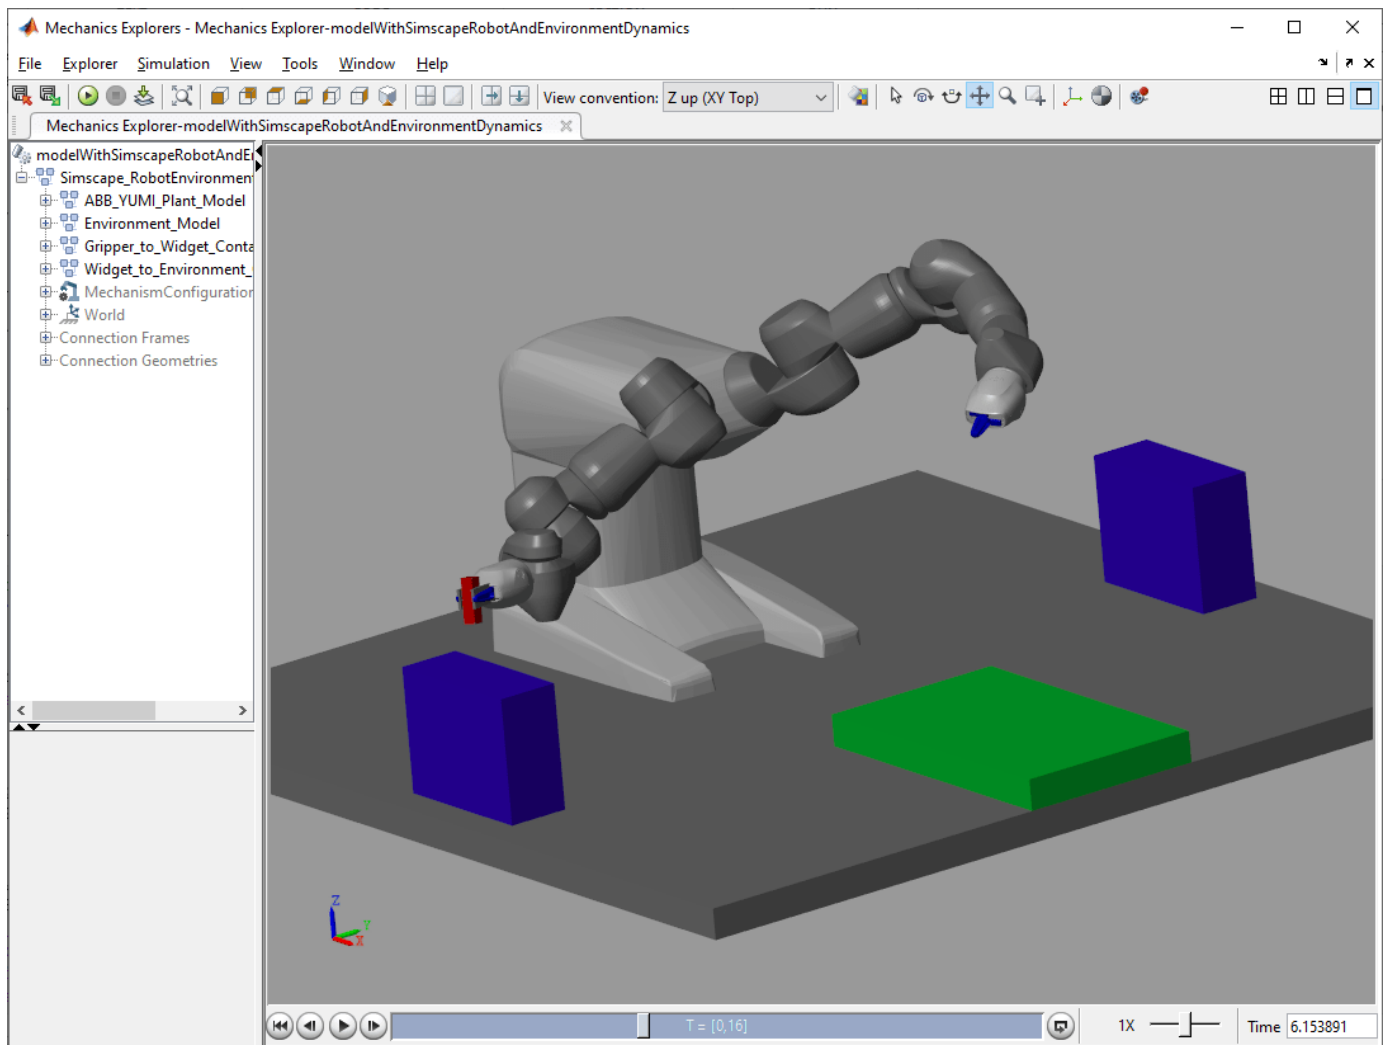 Mechanics Explorers - Mechanics Explorer-modelWithSimscapeRobotAndEnvironmentDynamics
File Explorer Simulation View Tools Window Help
View convention: Z up (XY Top)
Mechanics Explorer-modelWithSimscapeRobotAndEnvironmentDynamics
modelWithSimscapeRobotAndE
Simscape_RobotEnvironmen
ABB_YUMI_Plant_Model
Environment_Model
Gripper_to_Widget_Conta
Widget_to_Environment_
MechanismConfiguration
World
Connection Frames
Connection Geometries
Z
Y
X
T = [0,16]
1X
Time 6.153891